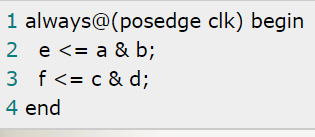 1 always@(posedge clk) begin
2 e <= a & b;
3 f <= c & d;
4 end